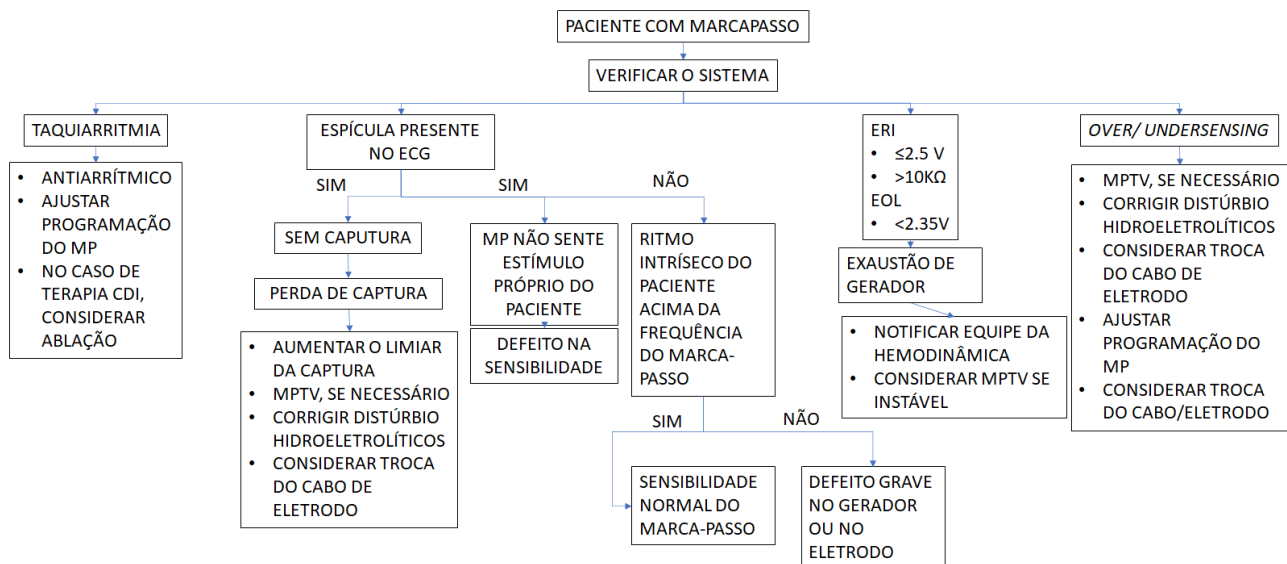 PACIENTE COM MARCAPASSO
VERIFICAR O SISTEMA
TAQUIARRITMIA
• ANTIARRÍTMICO
• AJUSTAR
PROGRAMAÇÃO
DO MP
• NO CASO DE
TERAPIA CDI,
CONSIDERAR
ABLAÇÃO
ESPÍCULA PRESENTE
NO ECG
SIM
SIM
NÃO
SEM CAPUTURA
PERDA DE CAPTURA
• AUMENTAR O LIMIAR
DA CAPTURA
• MPTV, SE NECESSÁRIO
• CORRIGIR DISTÚRBIO
HIDROELETROLÍTICOS
• CONSIDERAR TROCA
DO CABO DE
ELETRODO
MP NÃO SENTE
ESTÍMULO
PRÓPRIO DO
PACIENTE
DEFEITO NA
SENSIBILIDADE
RITMO
INTRÍSECO DO
PACIENTE
ACIMA DA
FREQUÊNCIA
DO MARCA-
PASSO
SIM
NÃO
SENSIBILIDADE
NORMAL DO
MARCA-PASSO
DEFEITO GRAVE
NO GERADOR
OU NO
ELETRODO
ERI
• ≤2.5 V
• >10KΩ
EOL
• <2.35V
EXAUSTÃO DE
GERADOR
• NOTIFICAR EQUIPE DA
HEMODINÂMICA
• CONSIDERAR MPTV SE
INSTÁVEL
OVER/ UNDERSENSING
• MPTV, SE NECESSÁRIO
• CORRIGIR DISTÚRBIO
HIDROELETROLÍTICOS
• CONSIDERAR TROCA
DO CABO DE
ELETRODO
• AJUSTAR
PROGRAMAÇÃO DO
MP
• CONSIDERAR TROCA
DO CABO/ELETRODO